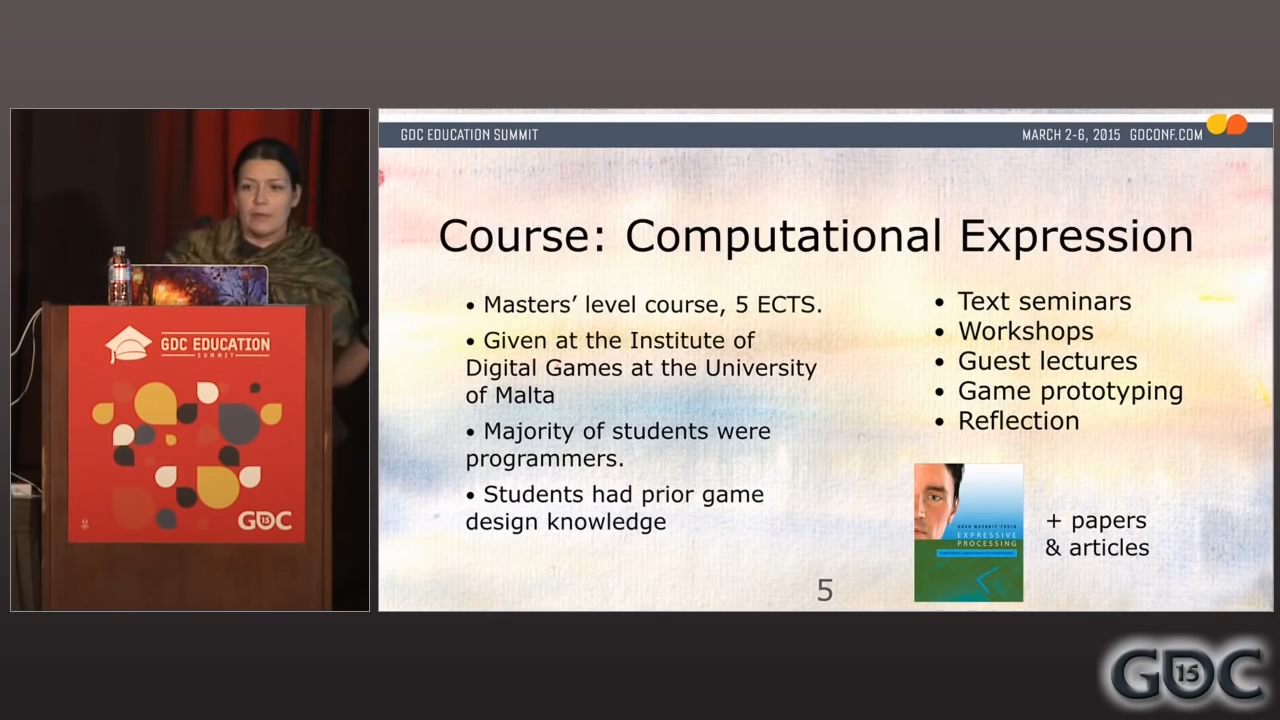 GDC EDUCATION SUMMIT
MARCH 2-6, 2015 GDCONF.COM
Course: Computational Expression
• Masters’ level course, 5 ECTS.
• Given at the Institute of
Digital Games at the University
of Malta
• Majority of students were
programmers.
• Students had prior game
design knowledge
• Text seminars
• Workshops
• Guest lectures
• Game prototyping
• Reflection
EXPRESSIVE
PROCESSING
+ papers
& articles
5
GDC EDUCATION
SUMMIT
GDC 15
GDC 15